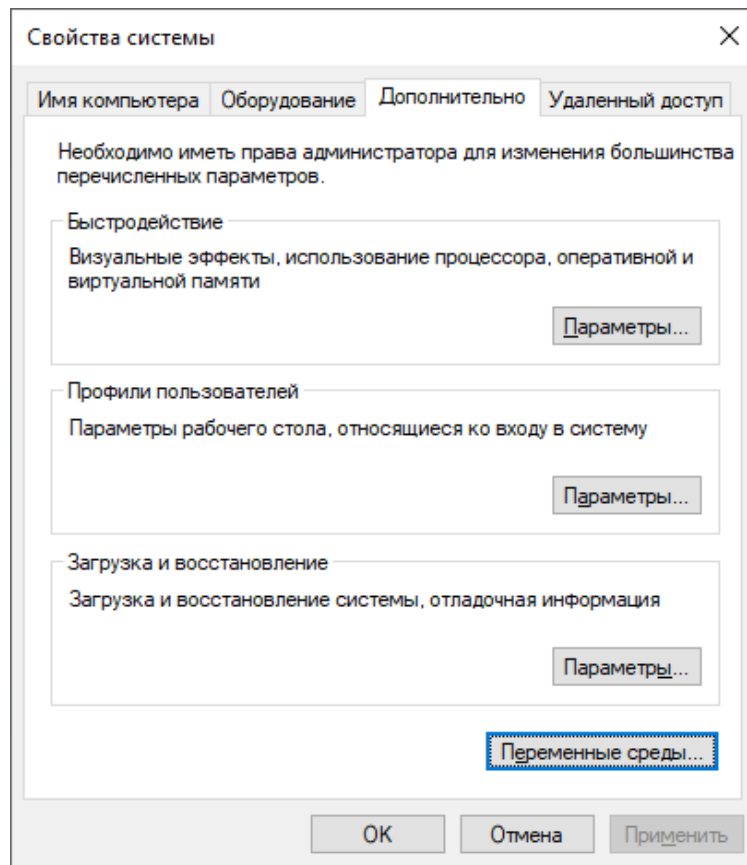 Свойства системы
Имя компьютера Оборудование Дополнительно Удаленный доступ
Необходимо иметь права администратора для изменения большинства
перечисленных параметров.
Быстродействие
Визуальные эффекты, использование процессора, оперативной и
виртуальной памяти
Параметры...
Профили пользователей
Параметры рабочего стола, относящиеся ко входу в систему
Параметры...
Загрузка и восстановление
Загрузка и восстановление системы, отладочная информация
Параметры...
Переменные среды...
ОК Отмена Применить